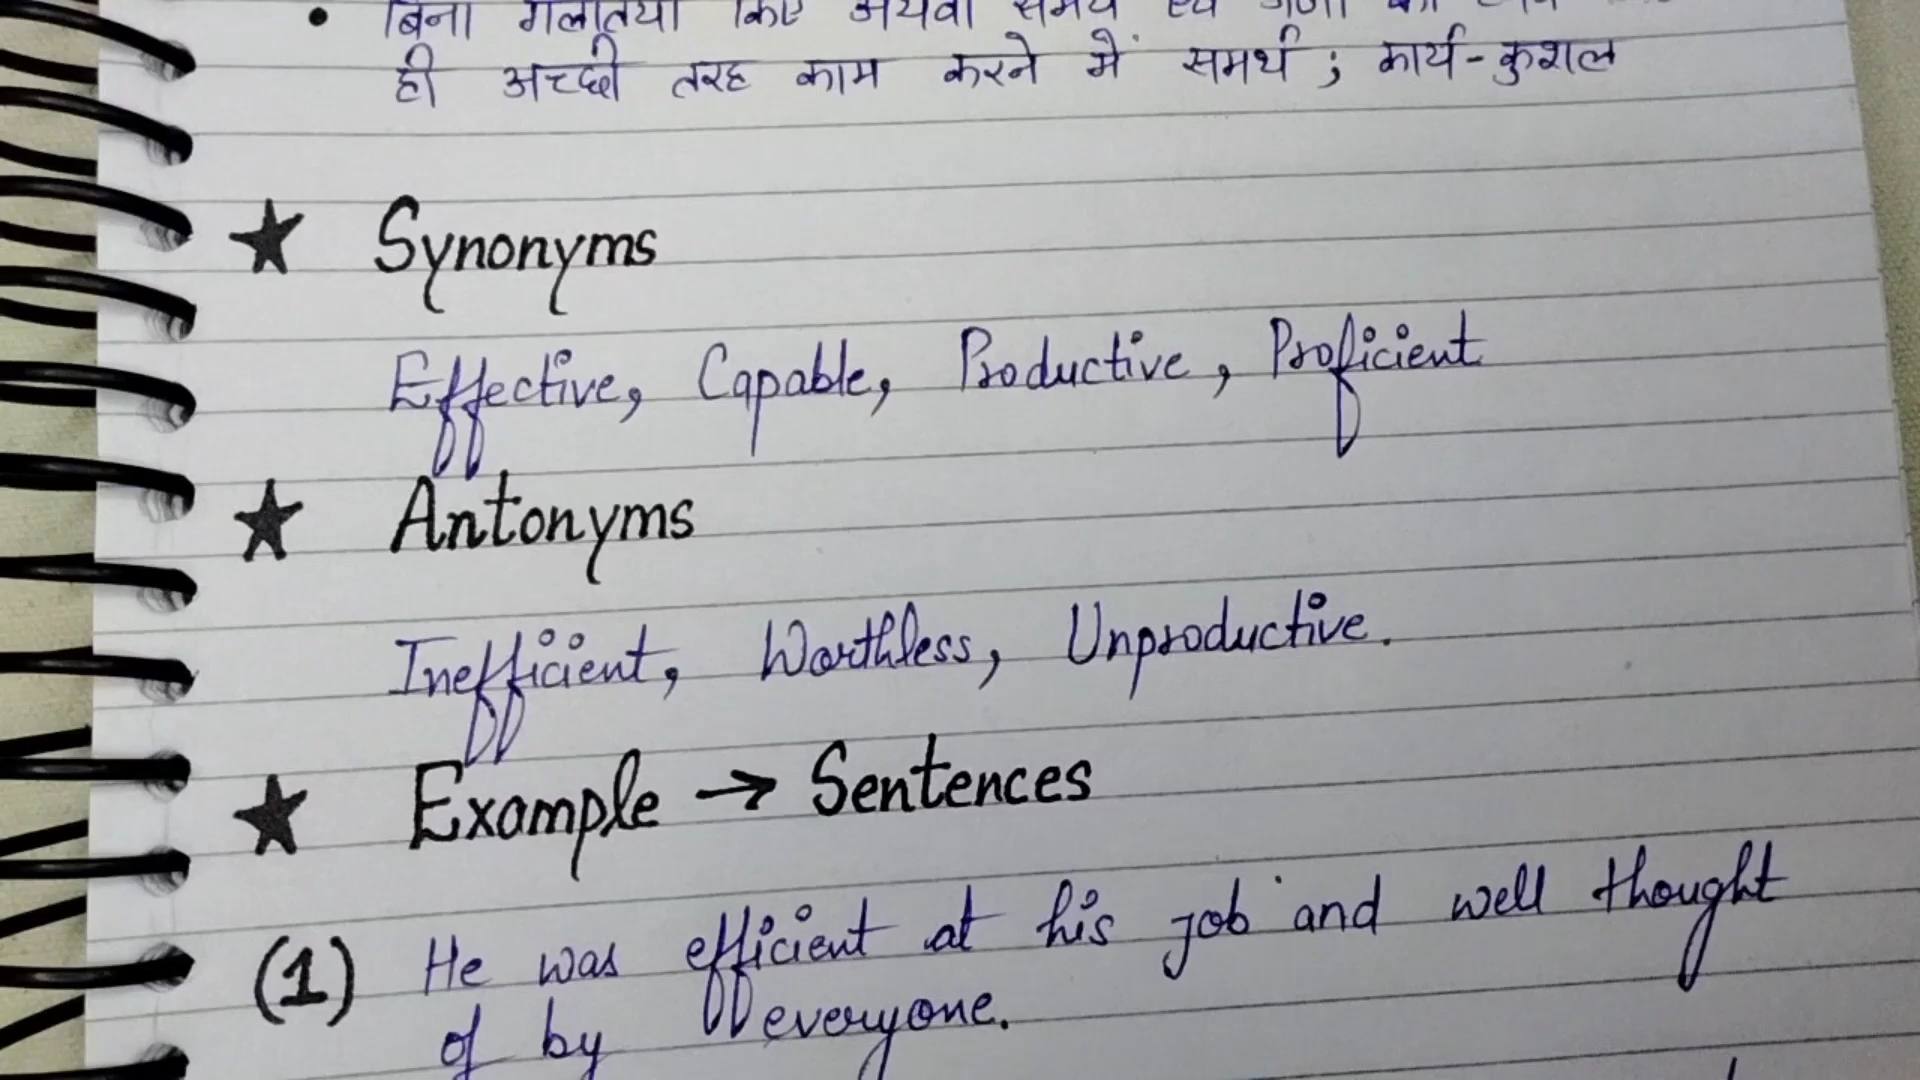 • बिना गलतियां किए अथवा समय एवं
ही अच्छी तरह काम करने में समर्थ ; कार्य-कुशल
★ Synonyms
Effective, Capable, Productive, Proficient
★ Antonyms
Inefficient, Worthless, Unproductive.
★ Example → Sentences
(1) He was efficient at his job and well thought
of by everyone.